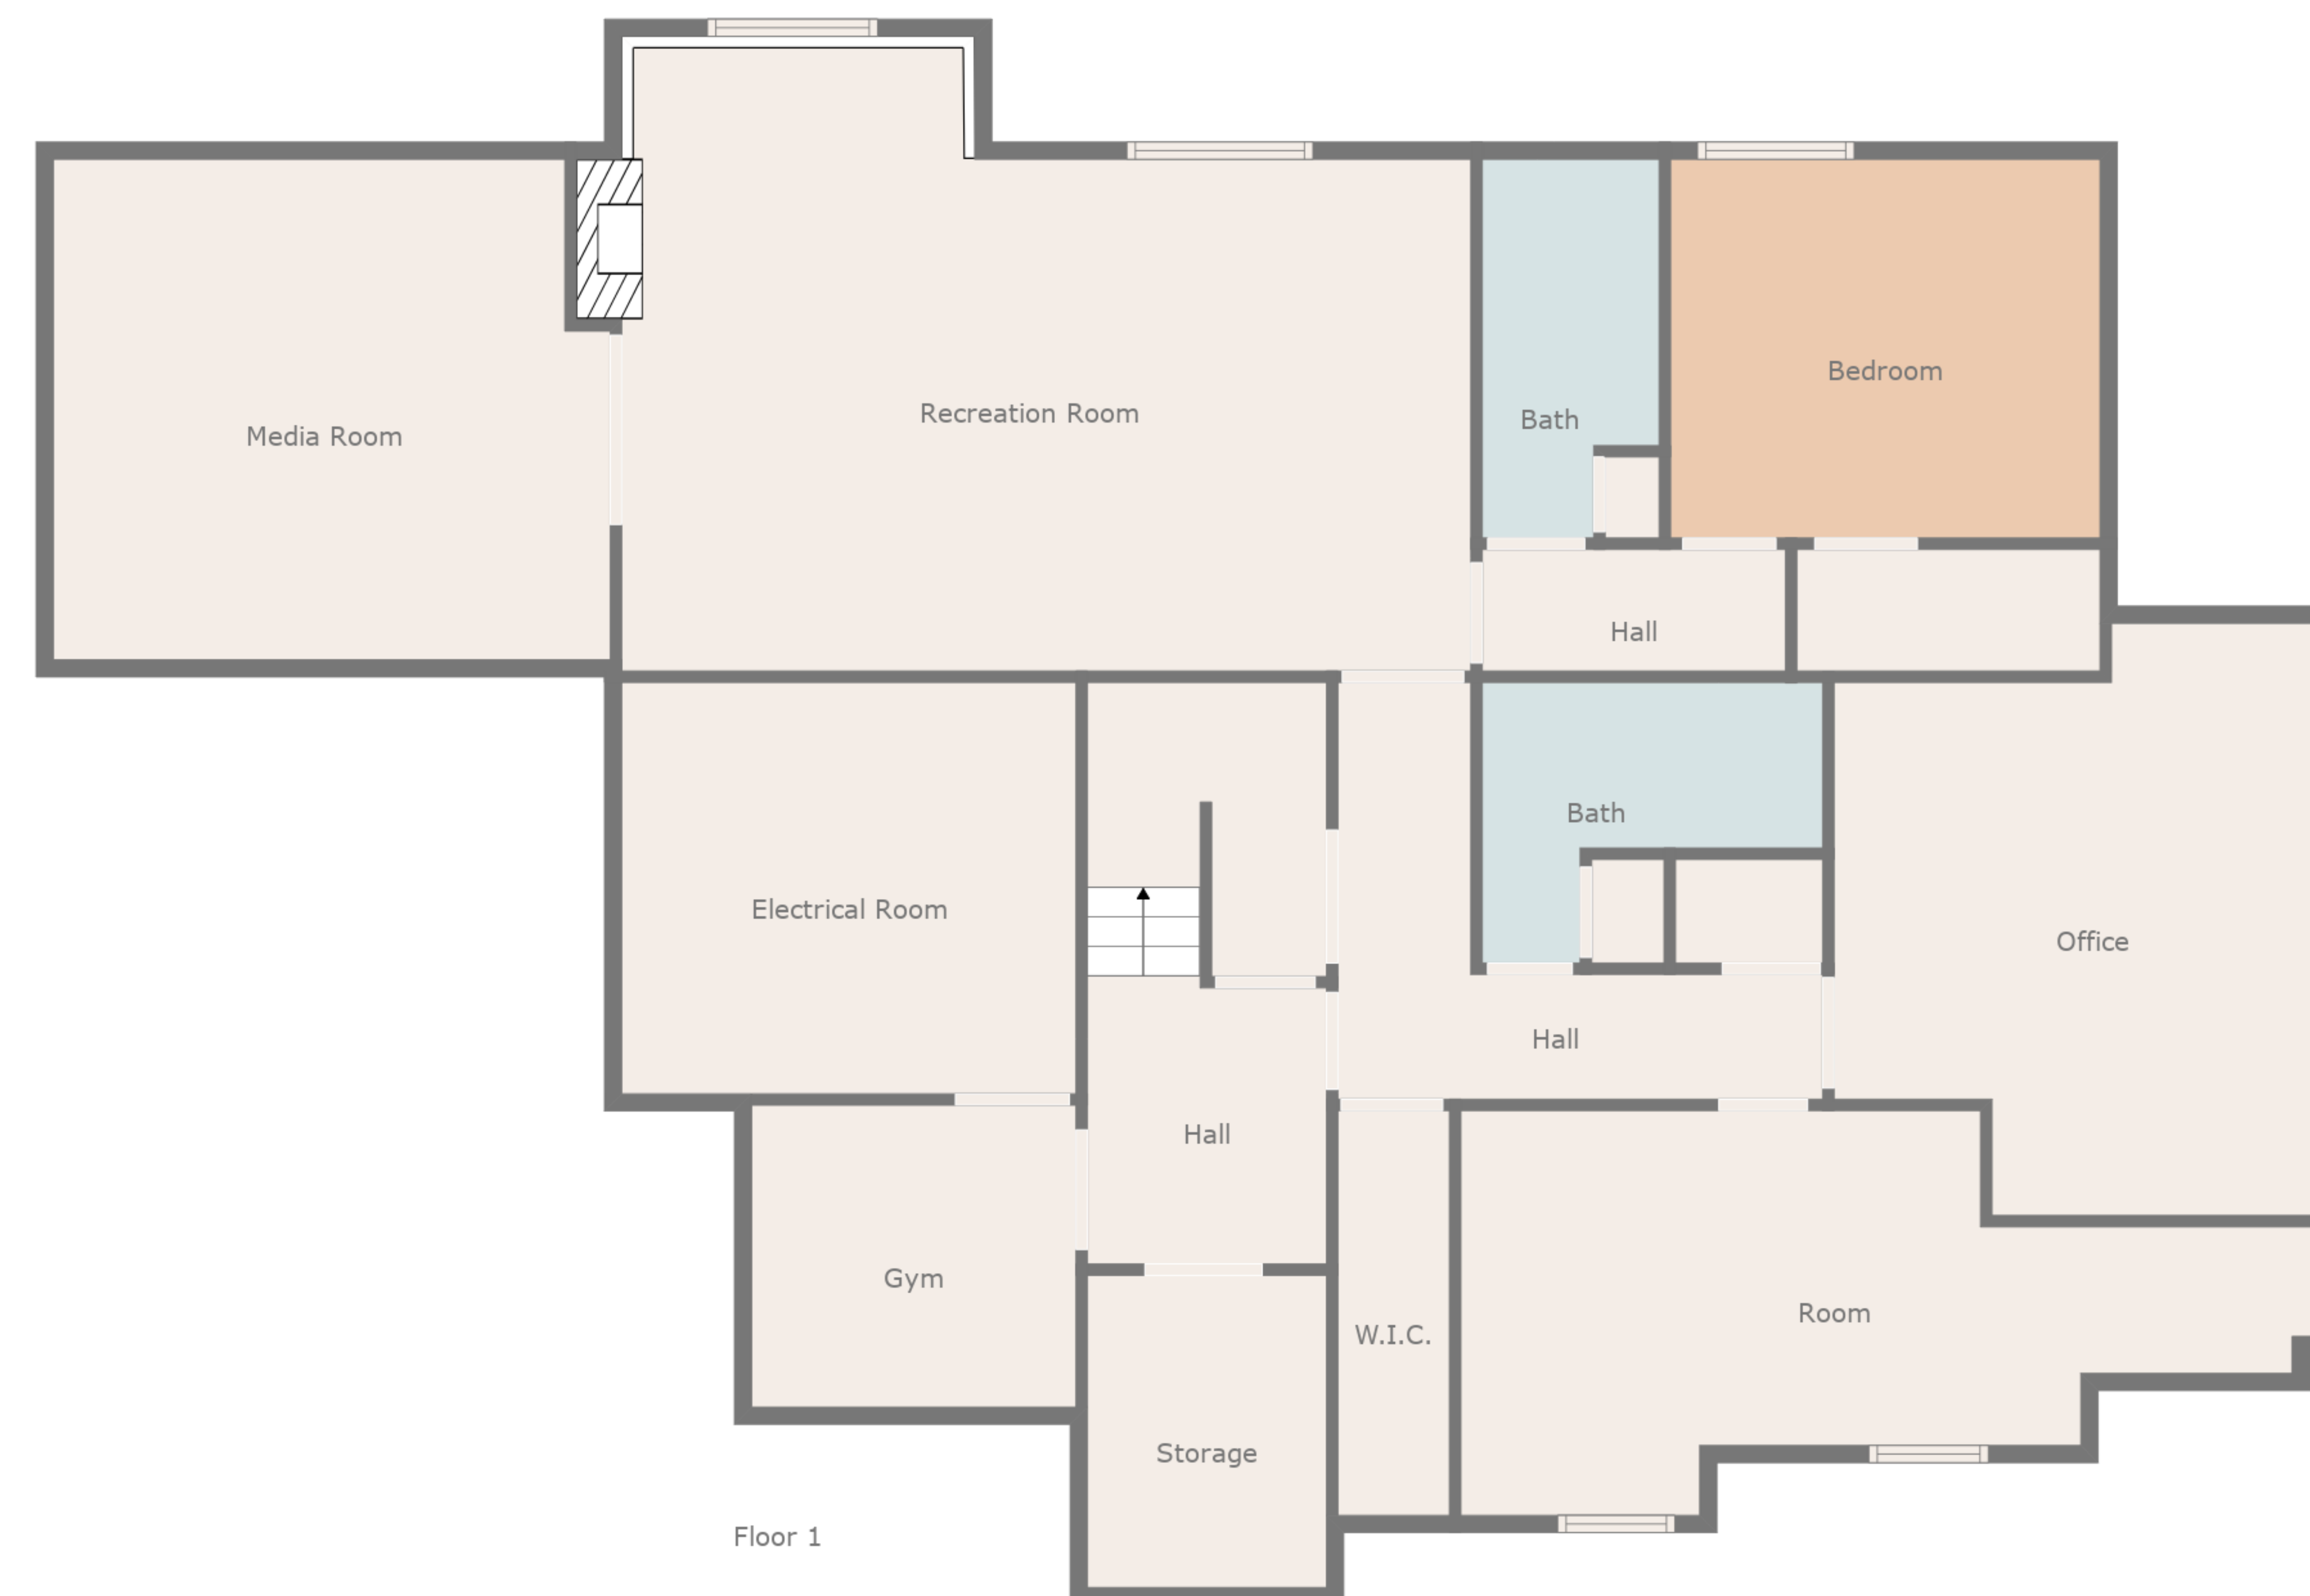 Bedroom
Recreation Room
Bath
Media Room
Hall
Bath
Electrical Room
Office
Hall
Hall
Gym
Room
W.I.C.
Storage
Floor 1